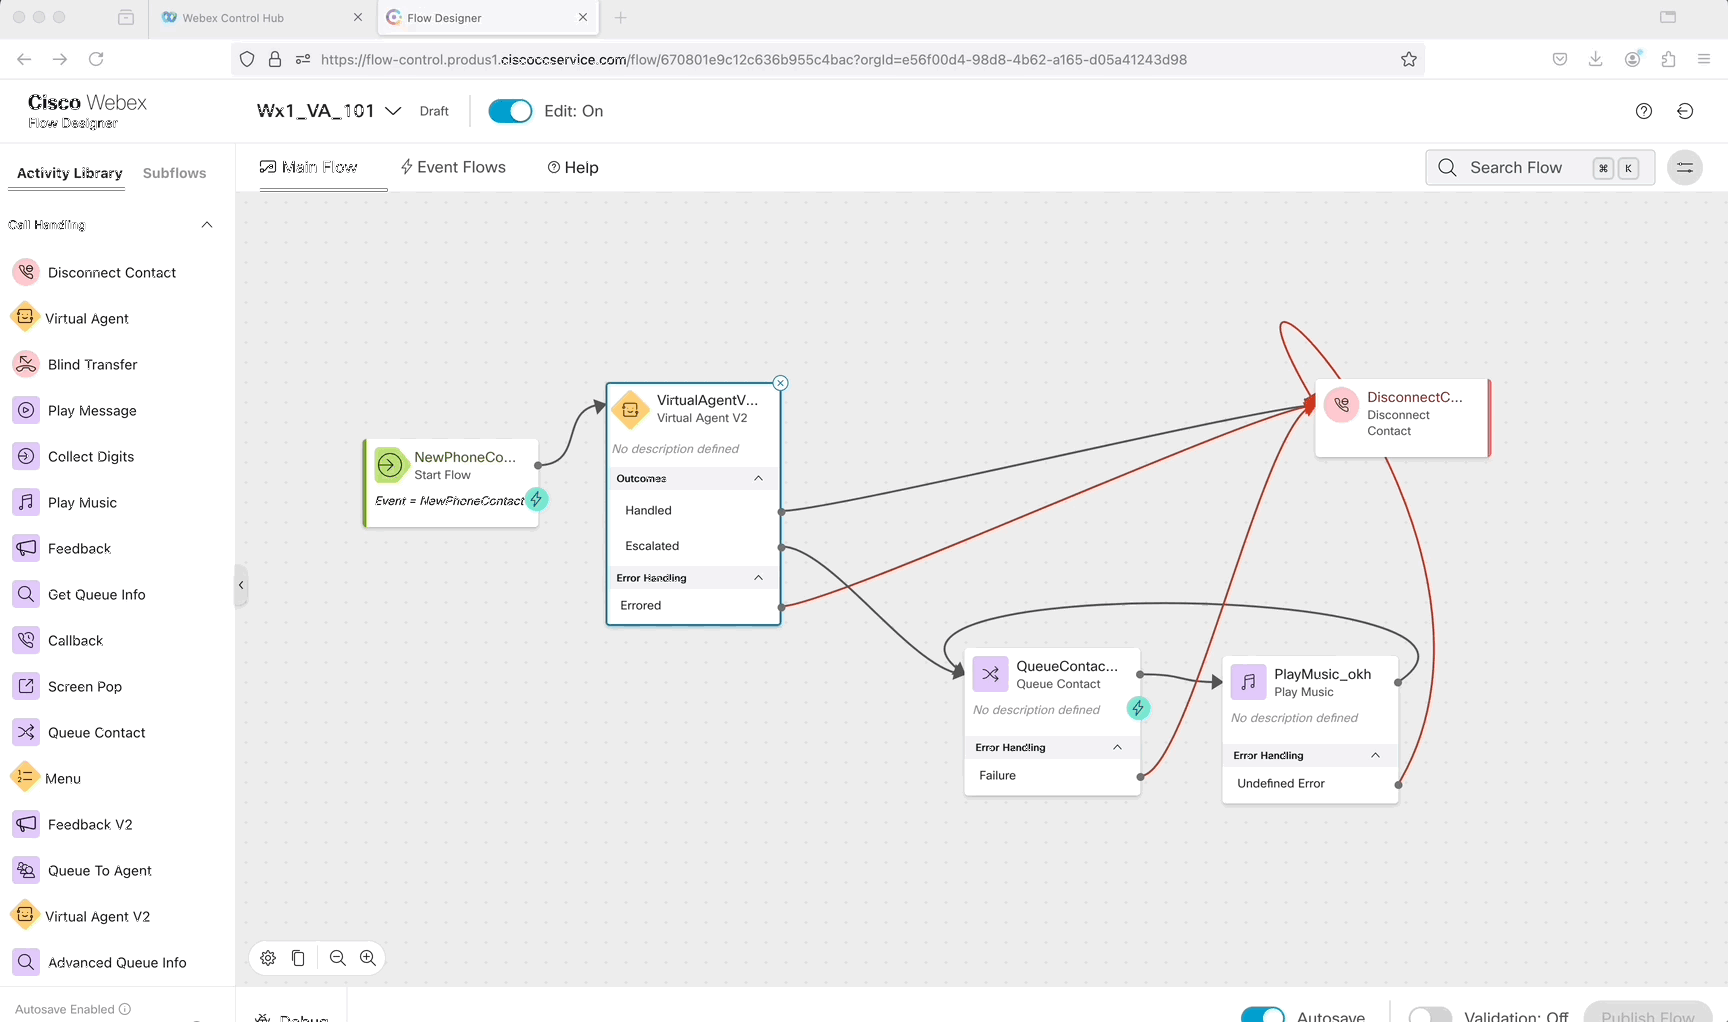 Webex Control Hub
Flow Designer
https://flow-control.produs1.ciscoccservice.com/flow/670801e9c12c636b955c4bac?orgId=e56f00d4-98d8-4b62-a165-d05a41243d98
Cisco Webex
Flow Designer
Wx1_VA_101
Draft
Edit: On
Activity Library
Subflows
Main Flow
Event Flows
Help
Search Flow
⌘ K
Call Handling
Disconnect Contact
Virtual Agent
Blind Transfer
Play Message
Collect Digits
Play Music
Feedback
Get Queue Info
Callback
Screen Pop
Queue Contact
Menu
Feedback V2
Queue To Agent
Virtual Agent V2
Advanced Queue Info
Autosave Enabled
NewPhoneCo...
Start Flow
Event = NewPhoneContact
VirtualAgentV...
Virtual Agent V2
No description defined
Outcomes
Handled
Escalated
Error Handling
Errored
DisconnectC...
Disconnect
Contact
QueueContac...
Queue Contact
No description defined
Error Handling
Failure
PlayMusic_okh
Play Music
No description defined
Error Handling
Undefined Error
Debug
Autosave
Validation: Off
Publish Flow